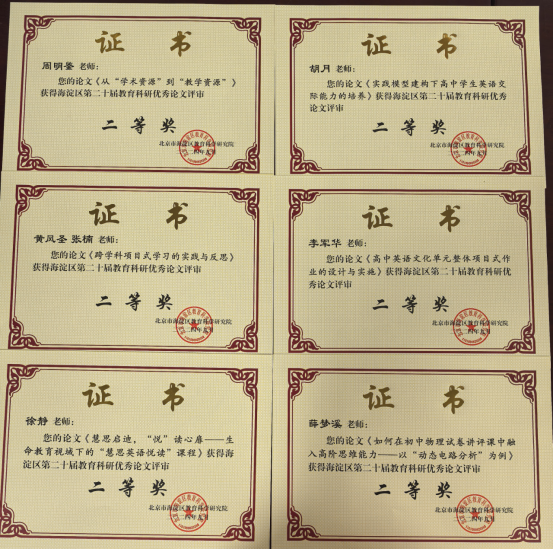 证 书
周明鉴 老师：
您的论文《从“学术资源”到“教学资源”》
获得海淀区第二十届教育科研优秀论文评审
二 等 奖
北京市海淀区教育科学研究院
证 书
胡月 老师：
您的论文《实践模型建构下高中学生英语交
际能力的培养》获得海淀区第二十届教育科研优秀
论文评审
二 等 奖
北京市海淀区教育科学研究院
证 书
黄凤圣 张楠 老师：
您的论文《跨学科项目式学习的实践与反思》
获得海淀区第二十届教育科研优秀论文评审
二 等 奖
北京市海淀区教育科学研究院
证 书
李军华 老师：
您的论文《高中英语文化单元整体项目式作
业的设计与实施》获得海淀区第二十届教育科研优
秀论文评审
二 等 奖
北京市海淀区教育科学研究院
证 书
徐静 老师：
您的论文《慧思启迪，“悦”读心扉——生
命教育视域下的“慧思英语悦读”课程》获得海
淀区第二十届教育科研优秀论文评审
二 等 奖
北京市海淀区教育科学研究院
证 书
薛梦溪 老师：
您的论文《如何在初中物理试卷讲评课中融
入高阶思维能力——以“动态电路分析”为例》
获得海淀区第二十届教育科研优秀论文评审
二 等 奖
北京市海淀区教育科学研究院